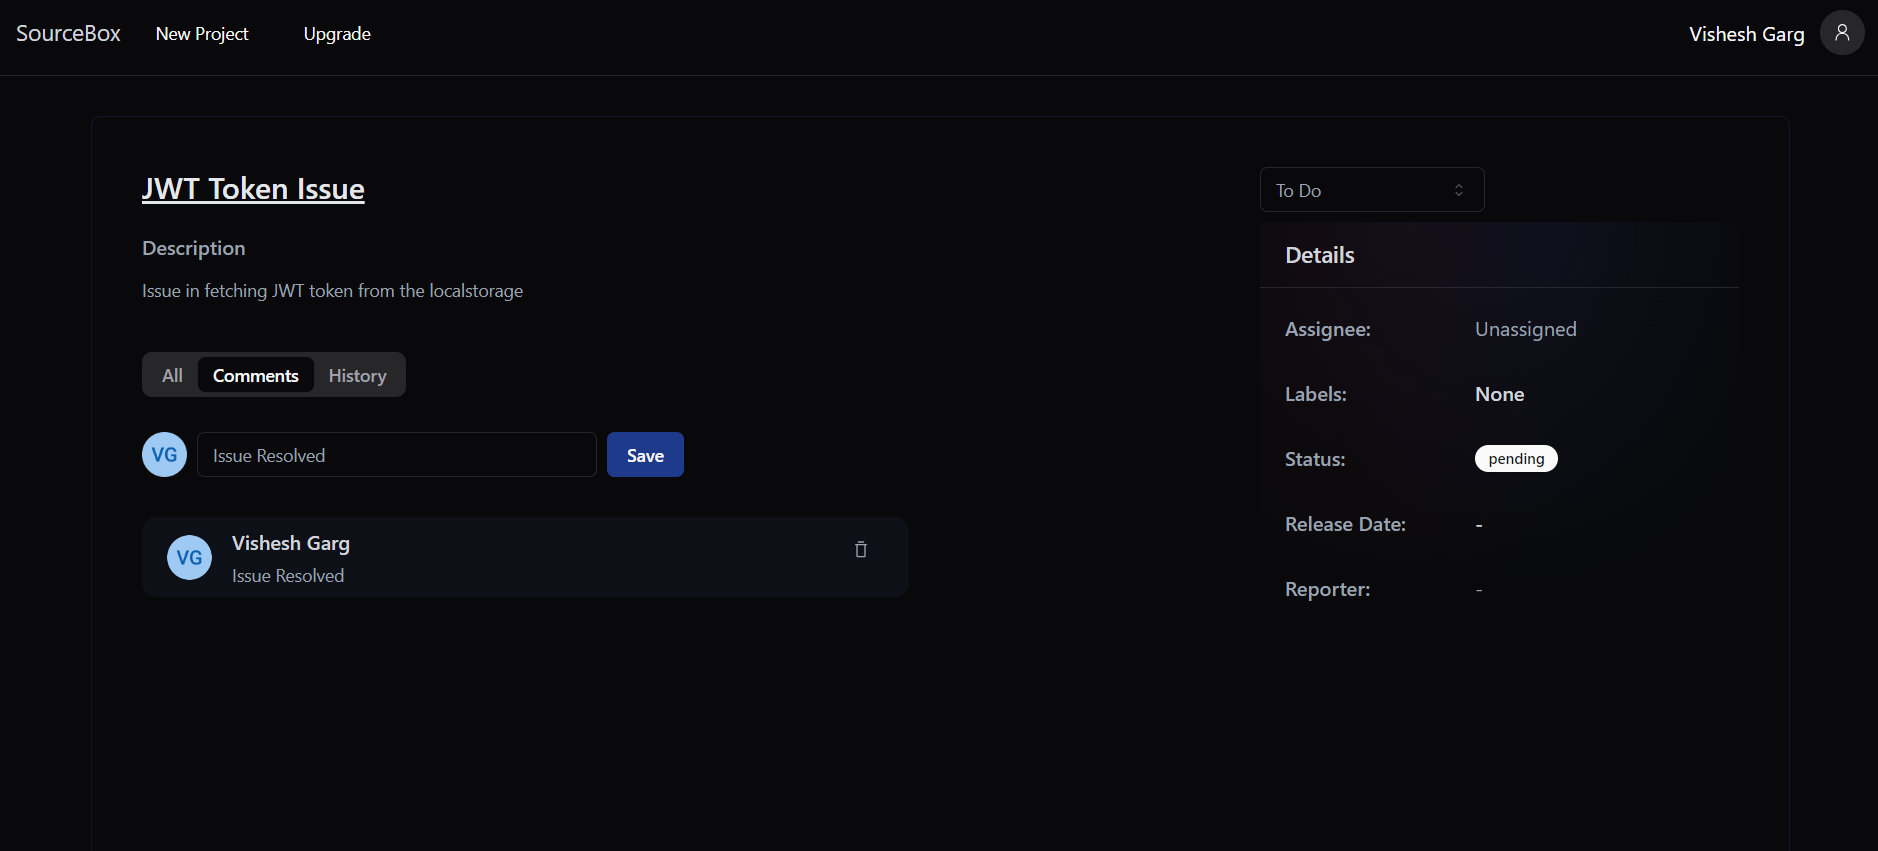 SourceBox New Project Upgrade Vishesh Garg
JWT Token Issue
Description
Issue in fetching JWT token from the localstorage
All Comments History
VG Issue Resolved Save
VG Vishesh Garg
Issue Resolved
To Do
Details
Assignee: Unassigned
Labels: None
Status: pending
Release Date: -
Reporter: -